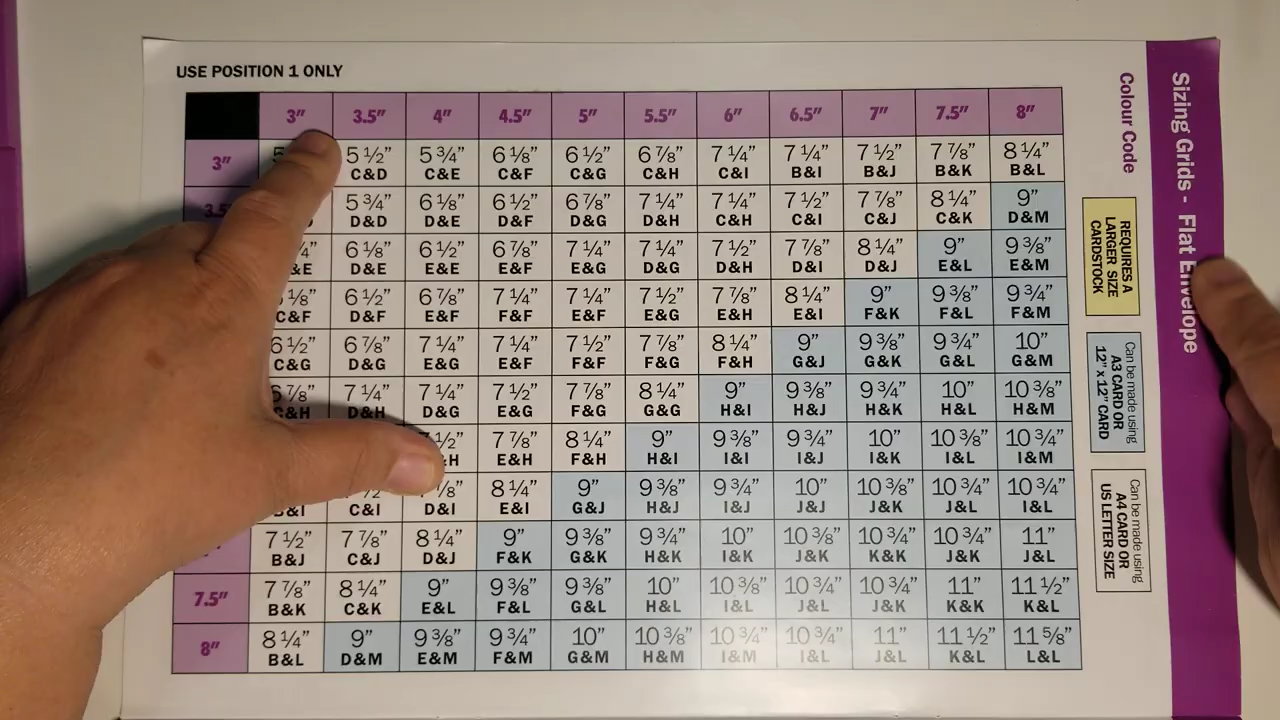 USE POSITION 1 ONLY
3" 3.5" 4" 4.5" 5" 5.5" 6" 6.5" 7" 7.5" 8"
3" 5 ½" 5 ¾" 6 ⅛" 6 ½" 6 ⅞" 7 ¼" 7 ¼" 7 ½" 7 ⅞" 8 ¼"
C&D C&E C&F C&G C&H C&I B&I B&J B&K B&L
3.5" 5 ¾" 6 ⅛" 6 ½" 6 ⅞" 7 ¼" 7 ¼" 7 ½" 7 ⅞" 8 ¼" 9"
D&D D&E D&F D&G D&H C&H C&I C&J C&K D&M
6 ⅛" 6 ½" 6 ⅞" 7 ¼" 7 ¼" 7 ½" 7 ⅞" 8 ¼" 9" 9 ⅜"
D&E E&E E&F E&G D&G D&H D&I D&J E&L E&M
6 ½" 6 ⅞" 7 ¼" 7 ¼" 7 ½" 7 ⅞" 8 ¼" 9" 9 ⅜" 9 ¾"
C&F D&F E&F F&F E&F E&G E&H E&I F&K F&L F&M
6 ½" 6 ⅞" 7 ¼" 7 ¼" 7 ½" 7 ⅞" 8 ¼" 9" 9 ⅜" 9 ¾" 10"
C&G D&G E&G E&F F&F F&G F&H G&J G&K G&L G&M
6 ⅞" 7 ¼" 7 ¼" 7 ½" 7 ⅞" 8 ¼" 9" 9 ⅜" 9 ¾" 10" 10 ⅜"
C&H D&H D&G E&G F&G G&G H&I H&J H&K H&L H&M
7 ⅞" 8 ¼" 9" 9 ⅜" 9 ¾" 10" 10 ⅜" 10 ¾"
E&H F&H H&I I&I I&J I&K I&L I&M
8 ¼" 9" 9 ⅜" 9 ¾" 10" 10 ⅜" 10 ¾" 10 ¾"
B&I C&I D&I E&I G&J H&J I&J J&J J&K J&L I&L
7 ½" 7 ⅞" 8 ¼" 9" 9 ⅜" 9 ¾" 10" 10 ⅜" 10 ¾" 10 ¾" 11"
B&J C&J D&J F&K G&K H&K I&K J&K K&K J&K J&L
7.5" 7 ⅞" 8 ¼" 9" 9 ⅜" 9 ⅜" 10" 10 ⅜" 10 ¾" 10 ¾" 11" 11 ½"
B&K C&K E&L F&L G&L H&L I&L J&L J&K K&K K&L
8" 8 ¼" 9" 9 ⅜" 9 ¾" 10" 10 ⅜" 10 ¾" 10 ¾" 11" 11 ½" 11 ⅝"
B&L D&M E&M F&M G&M H&M I&M I&L J&L K&L L&L
Sizing Grids - Flat Envelope
Colour Code
REQUIRES A
LARGER SIZE
CARDSTOCK
Can be made using
A3 CARD OR
12" x 12" CARD
Can be made using
A4 CARD OR
US LETTER SIZE